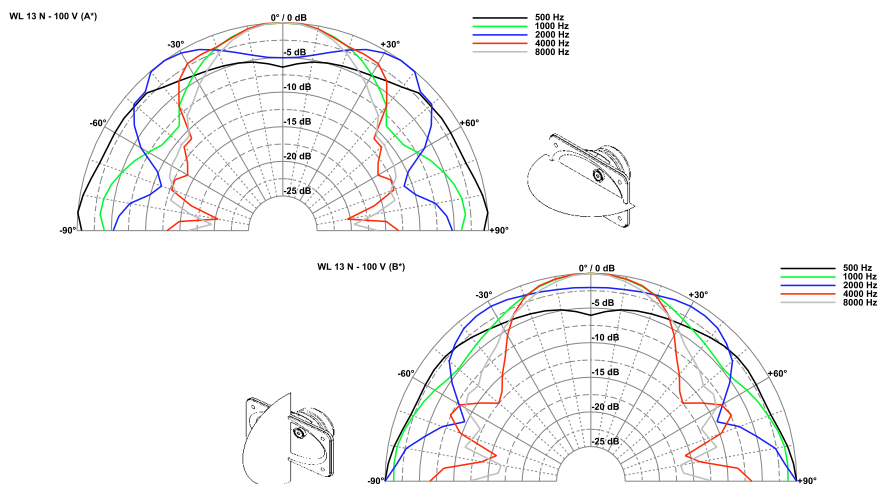 WL 13 N - 100 V (A*)
0° / 0 dB
500 Hz
1000 Hz
2000 Hz
4000 Hz
8000 Hz
-30°
+30°
-5 dB
-10 dB
-60°
+60°
-15 dB
-20 dB
-25 dB
-90°
+90°
WL 13 N - 100 V (B*)
0° / 0 dB
500 Hz
1000 Hz
2000 Hz
4000 Hz
8000 Hz
-30°
+30°
-5 dB
-10 dB
-60°
+60°
-15 dB
-20 dB
-25 dB
-90°
+90°